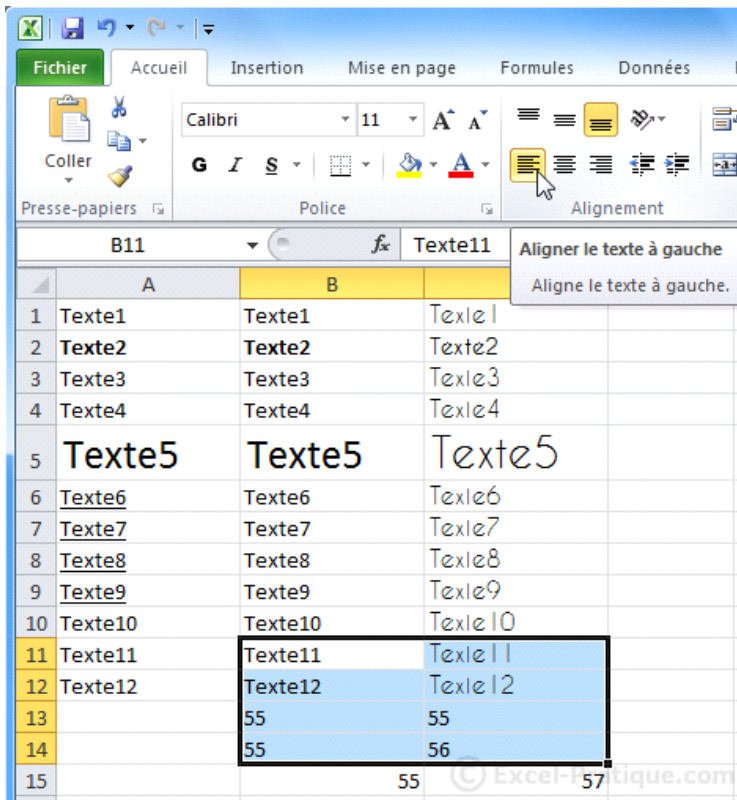 Fichier Accueil Insertion Mise en page Formules Données
Calibri 11 A A
Coller G I S A
Presse-papiers Police Alignement
B11 fx Texte11
Aligner le texte à gauche
Aligne le texte à gauche.
A B
1 Texte1 Texte1 Texte1
2 Texte2 Texte2 Texte2
3 Texte3 Texte3 Texte3
4 Texte4 Texte4 Texte4
5 Texte5 Texte5 Texte5
6 Texte6 Texte6 Texte6
7 Texte7 Texte7 Texte7
8 Texte8 Texte8 Texte8
9 Texte9 Texte9 Texte9
10 Texte10 Texte10 Texte10
11 Texte11 Texte11 Texte11
12 Texte12 Texte12 Texte12
13 55 55
14 55 56
15 55 57
© Excel-Pratique.com